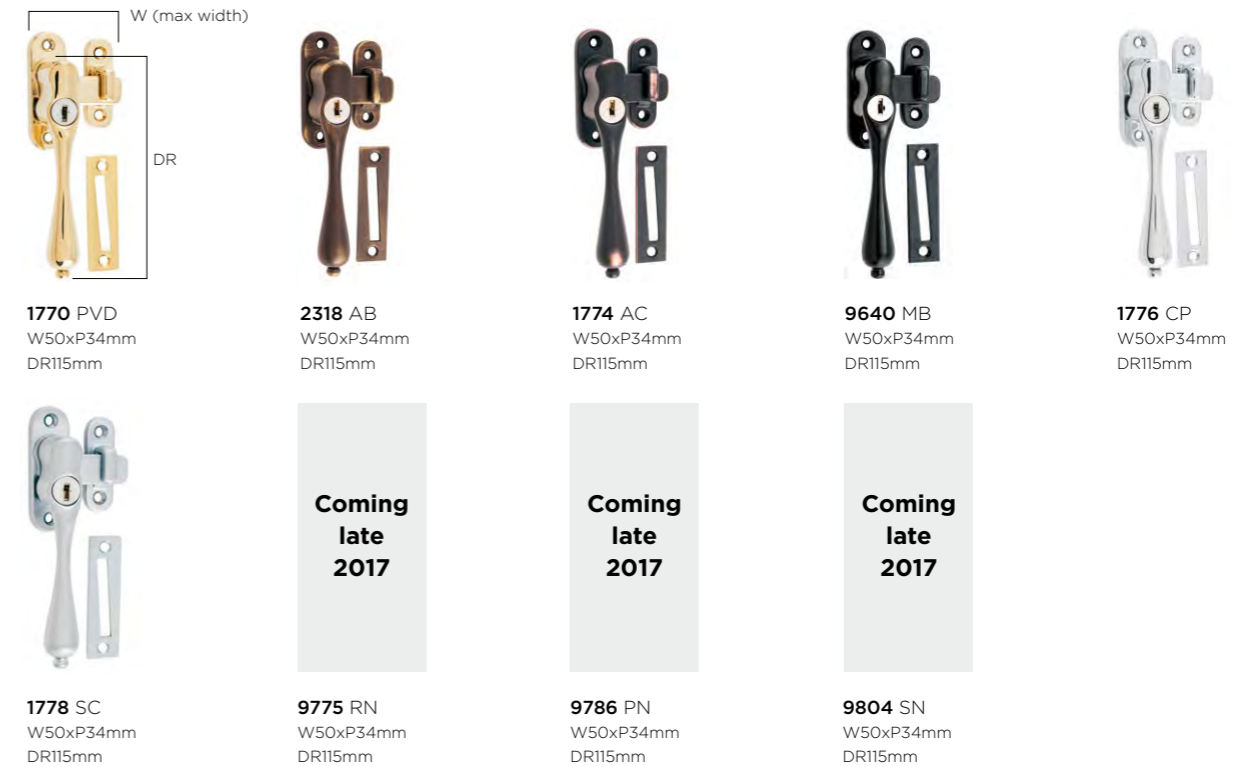 W (max width)
DR
1770 PVD
W50xP34mm
DR115mm
2318 AB
W50xP34mm
DR115mm
1774 AC
W50xP34mm
DR115mm
9640 MB
W50xP34mm
DR115mm
1776 CP
W50xP34mm
DR115mm
1778 SC
W50xP34mm
DR115mm
Coming
late
2017
9775 RN
W50xP34mm
DR115mm
Coming
late
2017
9786 PN
W50xP34mm
DR115mm
Coming
late
2017
9804 SN
W50xP34mm
DR115mm